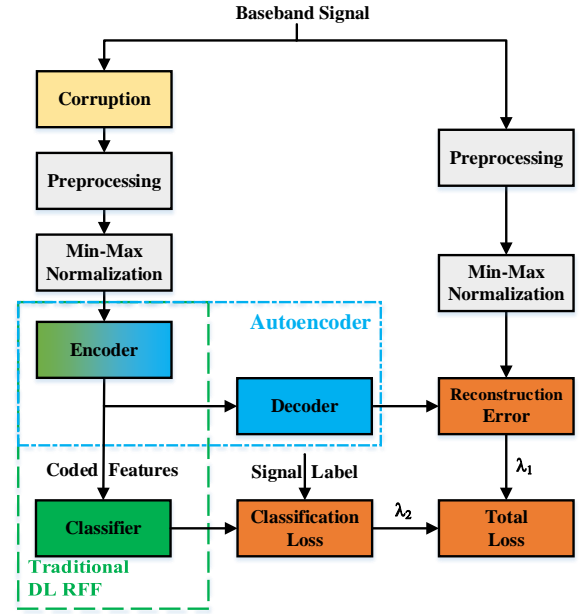 Baseband Signal
Corruption
Preprocessing
Preprocessing
Min-Max
Normalization
Min-Max
Normalization
Autoencoder
Encoder
Decoder
Reconstruction
Error
Coded Features
Signal Label
λ1
Classifier
Classification
Loss
λ2
Total
Loss
Traditional
DL RFF